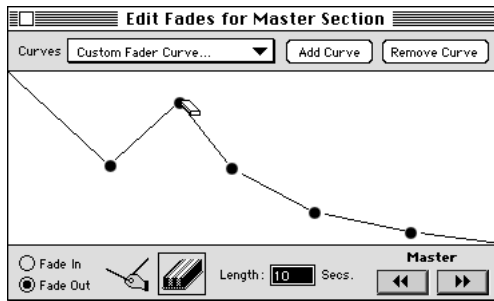 Edit Fades for Master Section
Curves Custom Fader Curve... Add Curve Remove Curve
Fade In
Fade Out
Length: 10 Secs.
Master